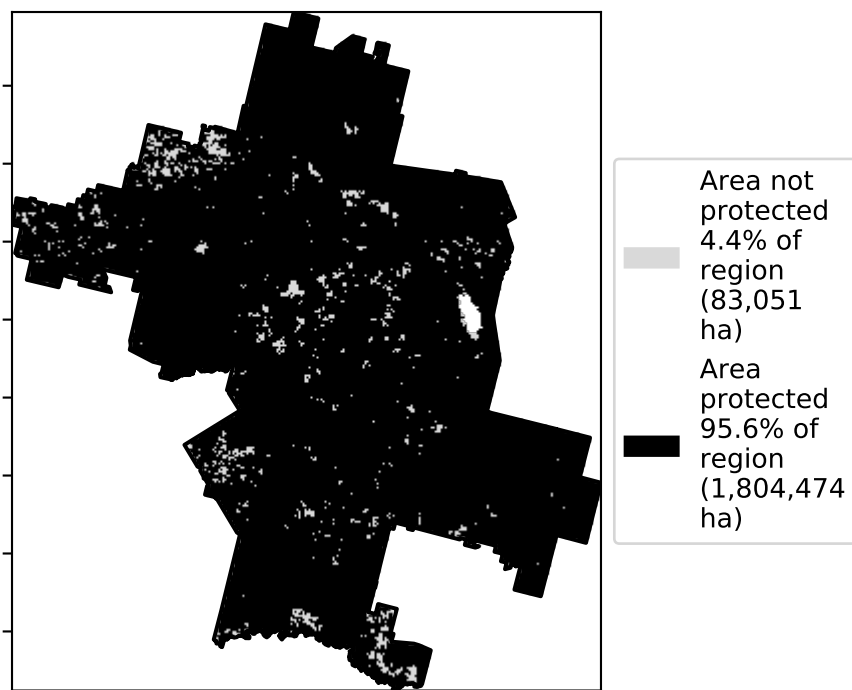 Area not
protected
4.4% of
region
(83,051
ha)
Area
protected
95.6% of
region
(1,804,474
ha)